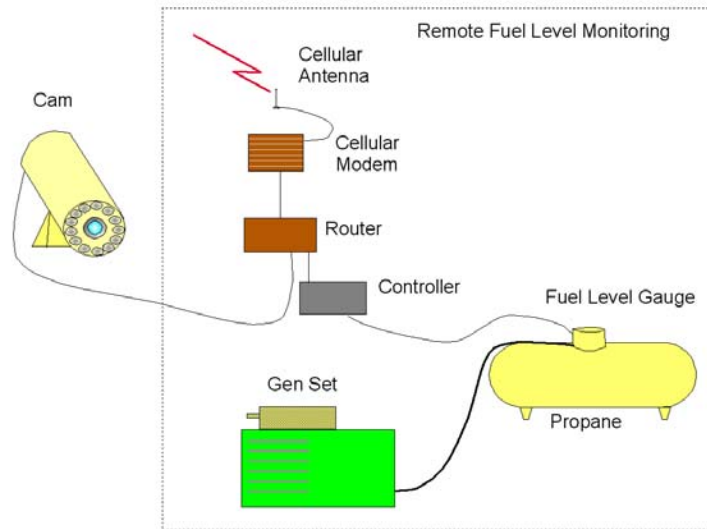 Remote Fuel Level Monitoring
Cellular
Antenna
Cam
Cellular
Modem
Router
Controller
Fuel Level Gauge
Gen Set
Propane